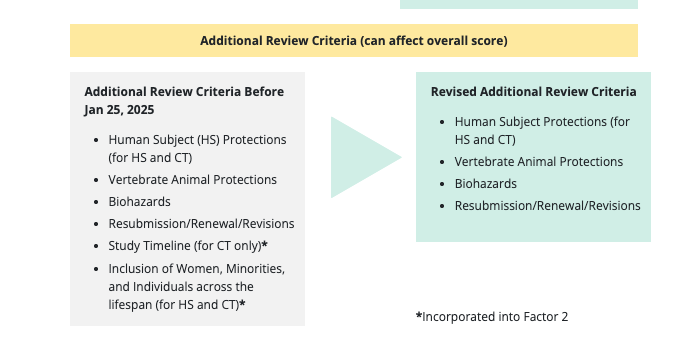 Additional Review Criteria (can affect overall score)
Additional Review Criteria Before
Jan 25, 2025
• Human Subject (HS) Protections
(for HS and CT)
• Vertebrate Animal Protections
• Biohazards
• Resubmission/Renewal/Revisions
• Study Timeline (for CT only)*
• Inclusion of Women, Minorities,
and Individuals across the
lifespan (for HS and CT)*
Revised Additional Review Criteria
• Human Subject Protections (for
HS and CT)
• Vertebrate Animal Protections
• Biohazards
• Resubmission/Renewal/Revisions
*Incorporated into Factor 2